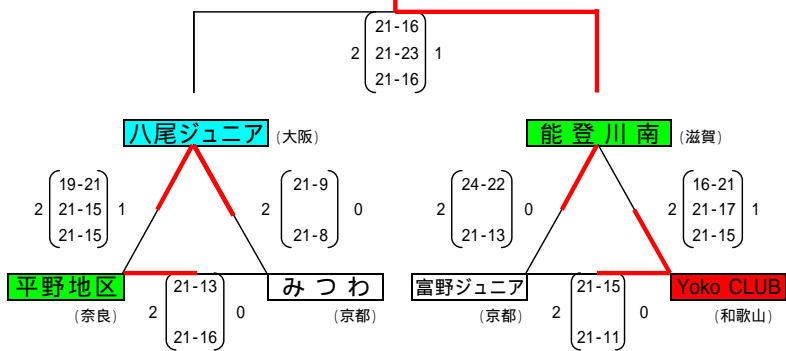 21-16
2 21-23 1
21-16
八尾ジュニア (大阪)
能登川南 (滋賀)
19-21
2 21-15 1
21-15
21-9
2 0
21-8
24-22
2 0
21-13
16-21
2 21-17 1
21-15
平野地区
(奈良)
21-13
2 0
21-16
みつわ
(京都)
富野ジュニア
(京都)
21-15
2 0
21-11
Yoko CLUB
(和歌山)